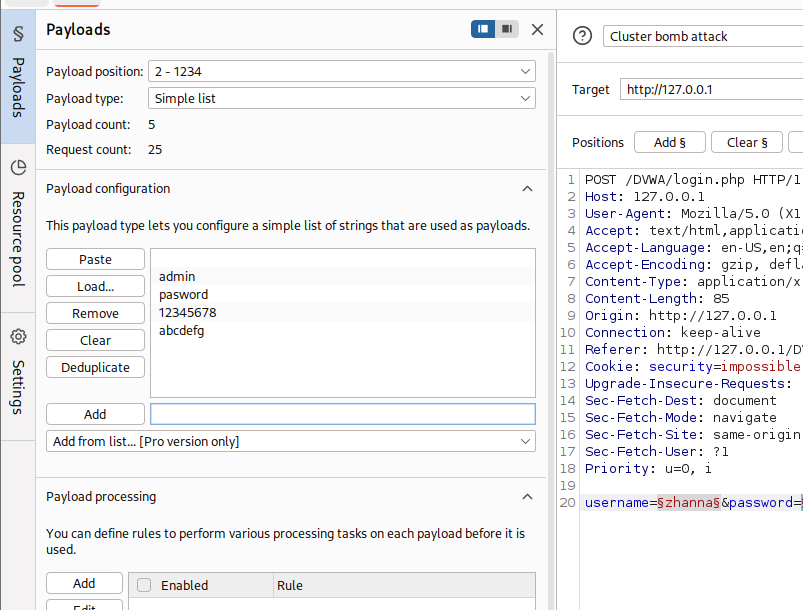 §
Payloads
Resource pool
Settings
Payloads
Payload position: 2 - 1234
Payload type: Simple list
Payload count: 5
Request count: 25
Payload configuration
This payload type lets you configure a simple list of strings that are used as payloads.
Paste
Load...
Remove
Clear
Deduplicate
admin
pasword
12345678
abcdefg
Add
Add from list... [Pro version only]
Payload processing
You can define rules to perform various processing tasks on each payload before it is
used.
Add
Enabled
Rule
Edit
? Cluster bomb attack
Target http://127.0.0.1
Positions Add § Clear §
1 POST /DVWA/login.php HTTP/1
2 Host: 127.0.0.1
3 User-Agent: Mozilla/5.0 (X1
4 Accept: text/html,applicatio
5 Accept-Language: en-US,en;q=
6 Accept-Encoding: gzip, defla
7 Content-Type: application/x
8 Content-Length: 85
9 Origin: http://127.0.0.1
10 Connection: keep-alive
11 Referer: http://127.0.0.1/DV
12 Cookie: security=impossible
13 Upgrade-Insecure-Requests:
14 Sec-Fetch-Dest: document
15 Sec-Fetch-Mode: navigate
16 Sec-Fetch-Site: same-origin
17 Sec-Fetch-User: ?1
18 Priority: u=0, i
19
20 username=§zhanna§&password=§